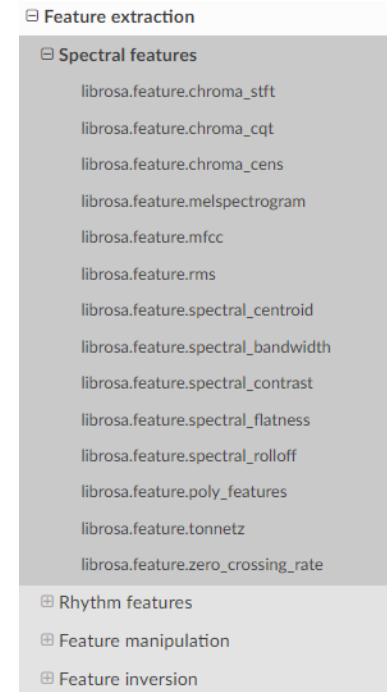 Feature extraction
Spectral features
librosa.feature.chroma_stft
librosa.feature.chroma_cqt
librosa.feature.chroma_cens
librosa.feature.melspectrogram
librosa.feature.mfcc
librosa.feature.rms
librosa.feature.spectral_centroid
librosa.feature.spectral_bandwidth
librosa.feature.spectral_contrast
librosa.feature.spectral_flatness
librosa.feature.spectral_rolloff
librosa.feature.poly_features
librosa.feature.tonnetz
librosa.feature.zero_crossing_rate
Rhythm features
Feature manipulation
Feature inversion